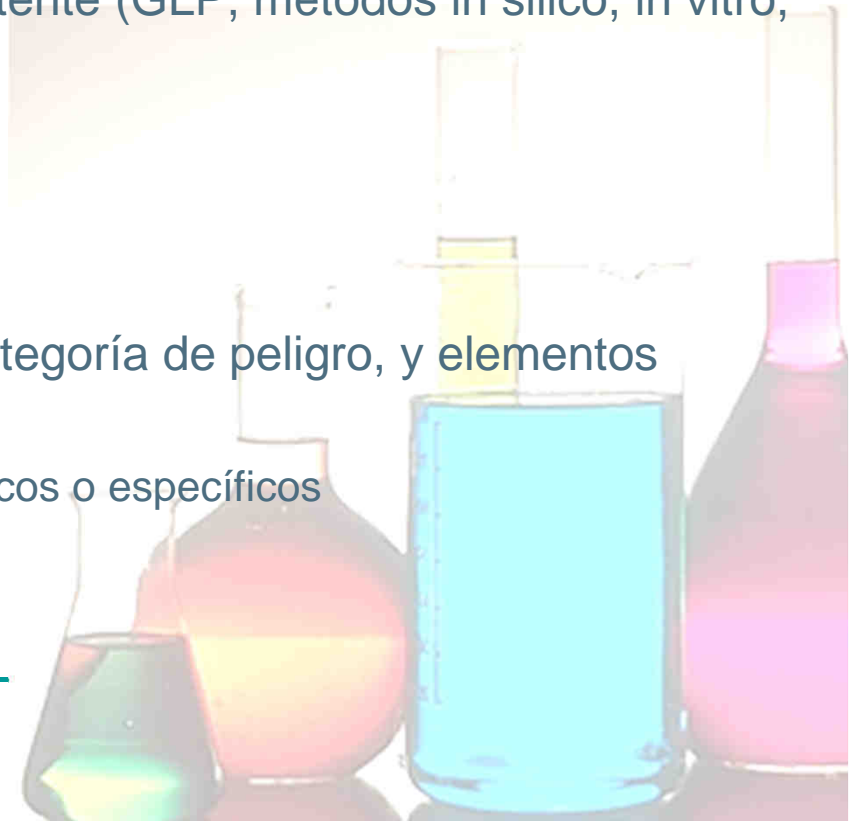 tente (GLP, métodos in silico, in vitro,
tegoría de peligro, y elementos
cos o específicos